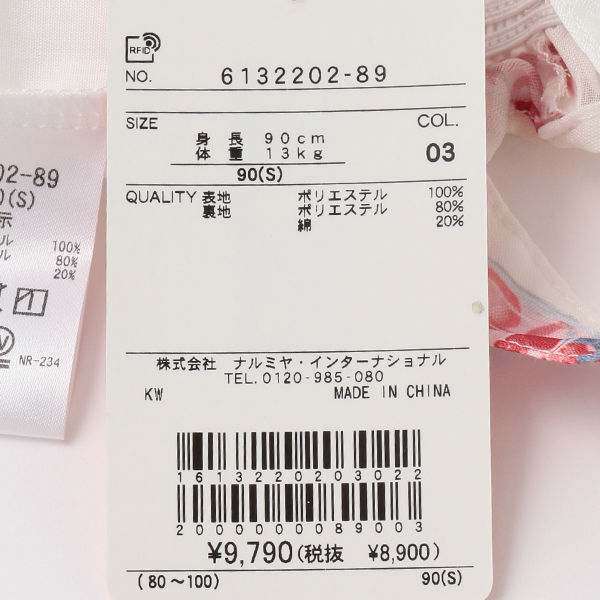 RFID
NO. 6132202-89
SIZE COL.
身 長 90cm
体 重 13kg 03
90(S)
QUALITY 表地 ポリエステル 100%
裏地 ポリエステル 80%
綿 20%
株式会社 ナルミヤ・インターナショナル
TEL.0120-985-080
KW MADE IN CHINA
1613220203022
2000000089003
¥9,790(税抜 ¥8,900)
(80～100) 90(S)
02-89
(S)
示
ル 100%
ル 80%
20%
NR-234